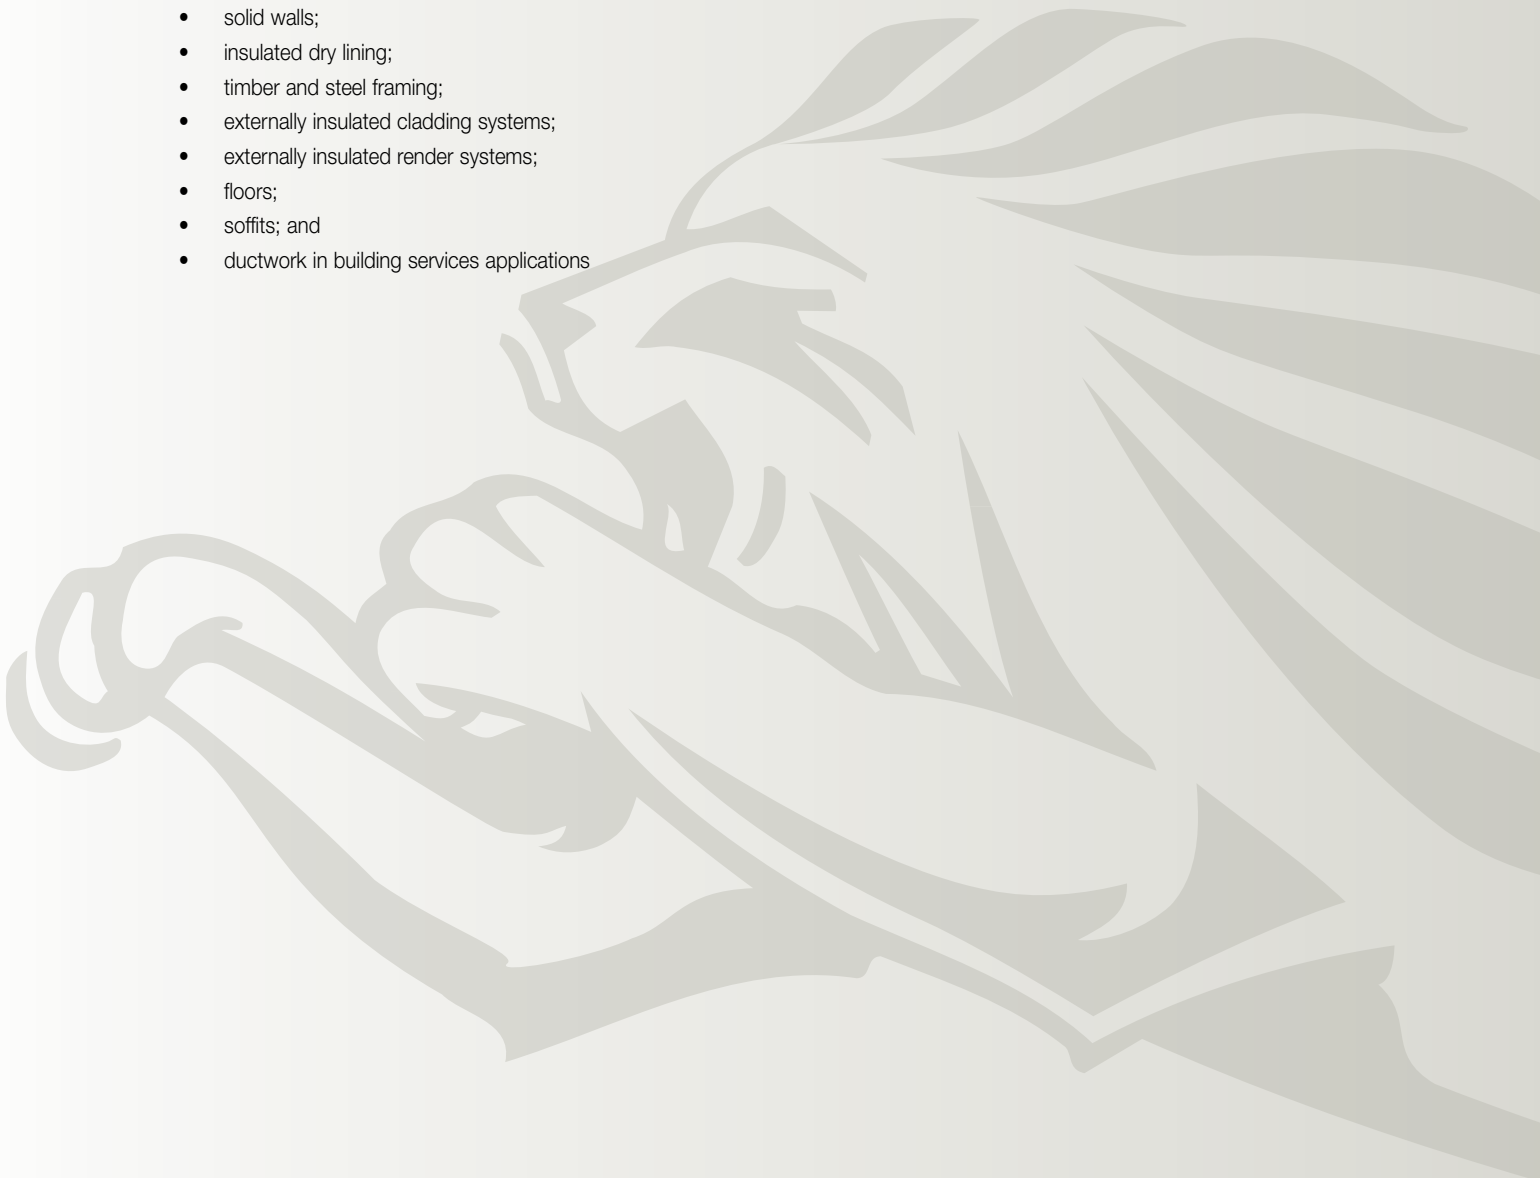 • solid walls;
• insulated dry lining;
• timber and steel framing;
• externally insulated cladding systems;
• externally insulated render systems;
• floors;
• soffits; and
• ductwork in building services applications